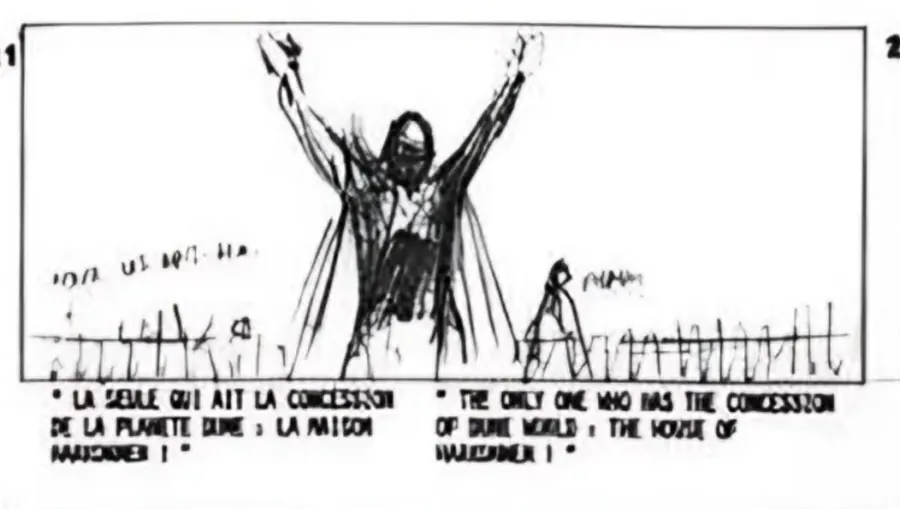 1
2
" LA SEULE QUI AIT LA CONCESSION
DE LA PLANETE DUNE : LA MAISON
HARKONNEN ! "
" THE ONLY ONE WHO HAS THE CONCESSION
OF DUNE WORLD : THE HOUSE OF
HARKONNEN ! "